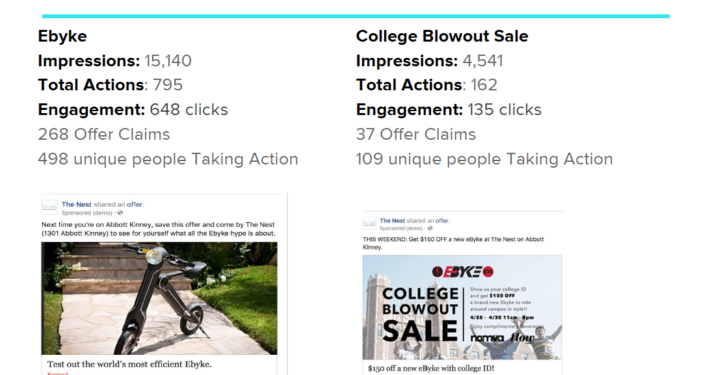 Ebyke
Impressions: 15,140
Total Actions: 795
Engagement: 648 clicks
268 Offer Claims
498 unique people Taking Action
College Blowout Sale
Impressions: 4,541
Total Actions: 162
Engagement: 135 clicks
37 Offer Claims
109 unique people Taking Action
The Nest shared an offer.
Sponsored (demo) ·
Next time you're on Abbott Kinney, save this offer and come by The Nest
(1301 Abbott Kinney) to see for yourself what all the Ebyke hype is about.
Test out the world's most efficient Ebyke.
Expired
The Nest shared an offer.
Sponsored (demo) ·
THIS WEEKEND: Get $150 OFF a new eByke at The Nest on Abbott
Kinney.
EBYKE
COLLEGE
BLOWOUT
SALE
Show us your college ID
and get $150 OFF
a brand new Ebyke to ride
around campus in style!!
4/28 - 4/30 11am - 8pm
Enjoy complimentary beverages
nomva flow
$150 off a new eByke with college ID!